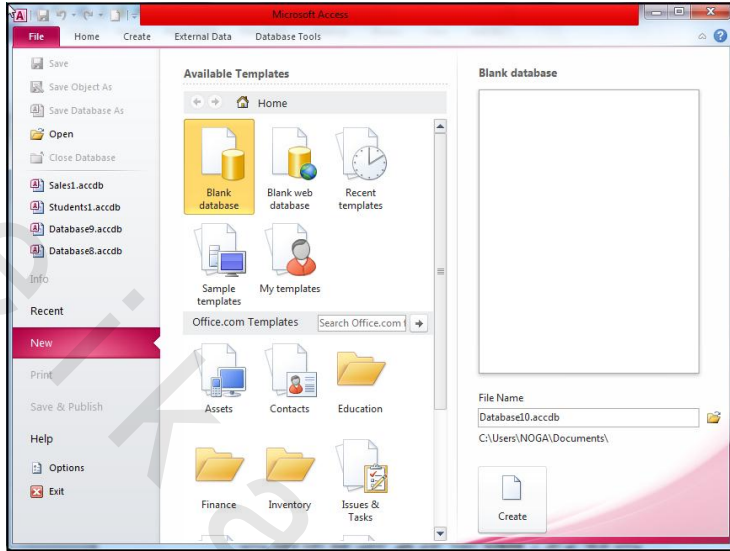 Microsoft Access
File Home Create External Data Database Tools
Save
Save Object As
Save Database As
Open
Close Database
Sales1.accdb
Students1.accdb
Database9.accdb
Database8.accdb
Info
Recent
New
Print
Save & Publish
Help
Options
Exit
Available Templates
Home
Blank database
Blank web database
Recent templates
Sample templates
My templates
Office.com Templates
Search Office.com
Assets
Contacts
Education
Finance
Inventory
Issues & Tasks
Blank database
File Name
Database10.accdb
C:\Users\NOGA\Documents\
Create